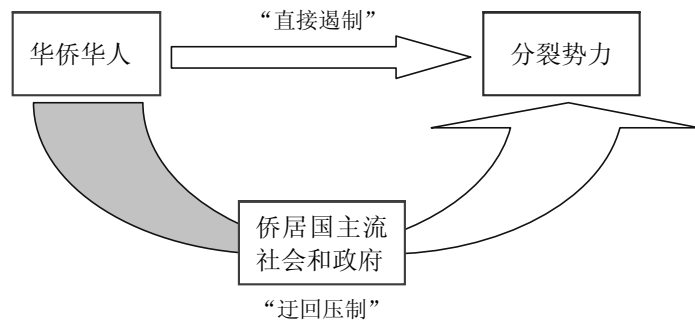 “直接遏制”
华侨华人
分裂势力
侨居国主流
社会和政府
“迂回压制”